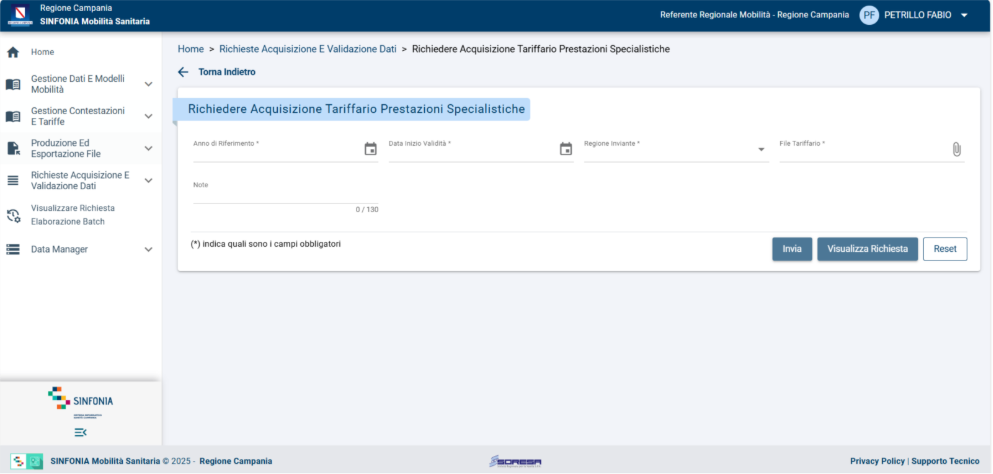 Regione Campania
SINFONIA Mobilità Sanitaria
Referente Regionale Mobilità - Regione Campania
PF
PETRILLO FABIO
Home
Gestione Dati E Modelli
Mobilità
Gestione Contestazioni
E Tariffe
Produzione Ed
Esportazione File
Richieste Acquisizione E
Validazione Dati
Visualizzare Richiesta
Elaborazione Batch
Data Manager
Home > Richieste Acquisizione E Validazione Dati > Richiedere Acquisizione Tariffario Prestazioni Specialistiche
Torna Indietro
Richiedere Acquisizione Tariffario Prestazioni Specialistiche
Anno di Riferimento *
Data Inizio Validità *
Regione Inviante *
File Tariffario *
Note
0 / 130
(*) indica quali sono i campi obbligatori
Invia
Visualizza Richiesta
Reset
SINFONIA
SINFONIA Mobilità Sanitaria © 2025 - Regione Campania
SORESA
Privacy Policy | Supporto Tecnico